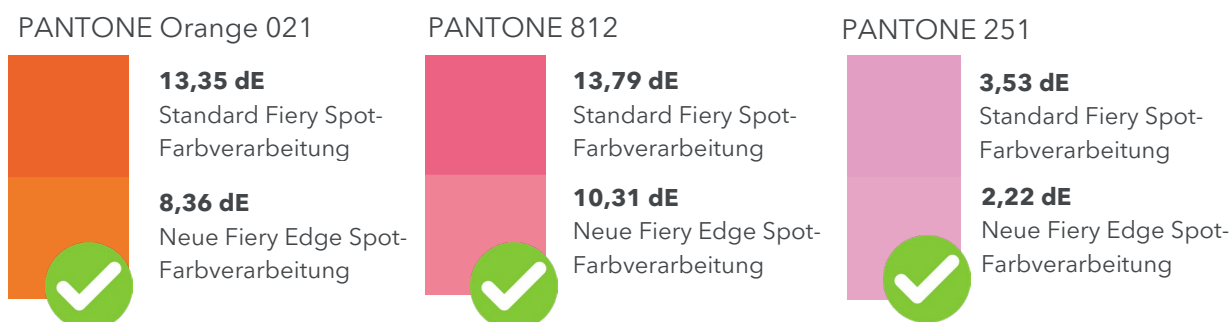 PANTONE Orange 021
13,35 dE
Standard Fiery Spot-
Farbverarbeitung
8,36 dE
Neue Fiery Edge Spot-
Farbverarbeitung
PANTONE 812
13,79 dE
Standard Fiery Spot-
Farbverarbeitung
10,31 dE
Neue Fiery Edge Spot-
Farbverarbeitung
PANTONE 251
3,53 dE
Standard Fiery Spot-
Farbverarbeitung
2,22 dE
Neue Fiery Edge Spot-
Farbverarbeitung